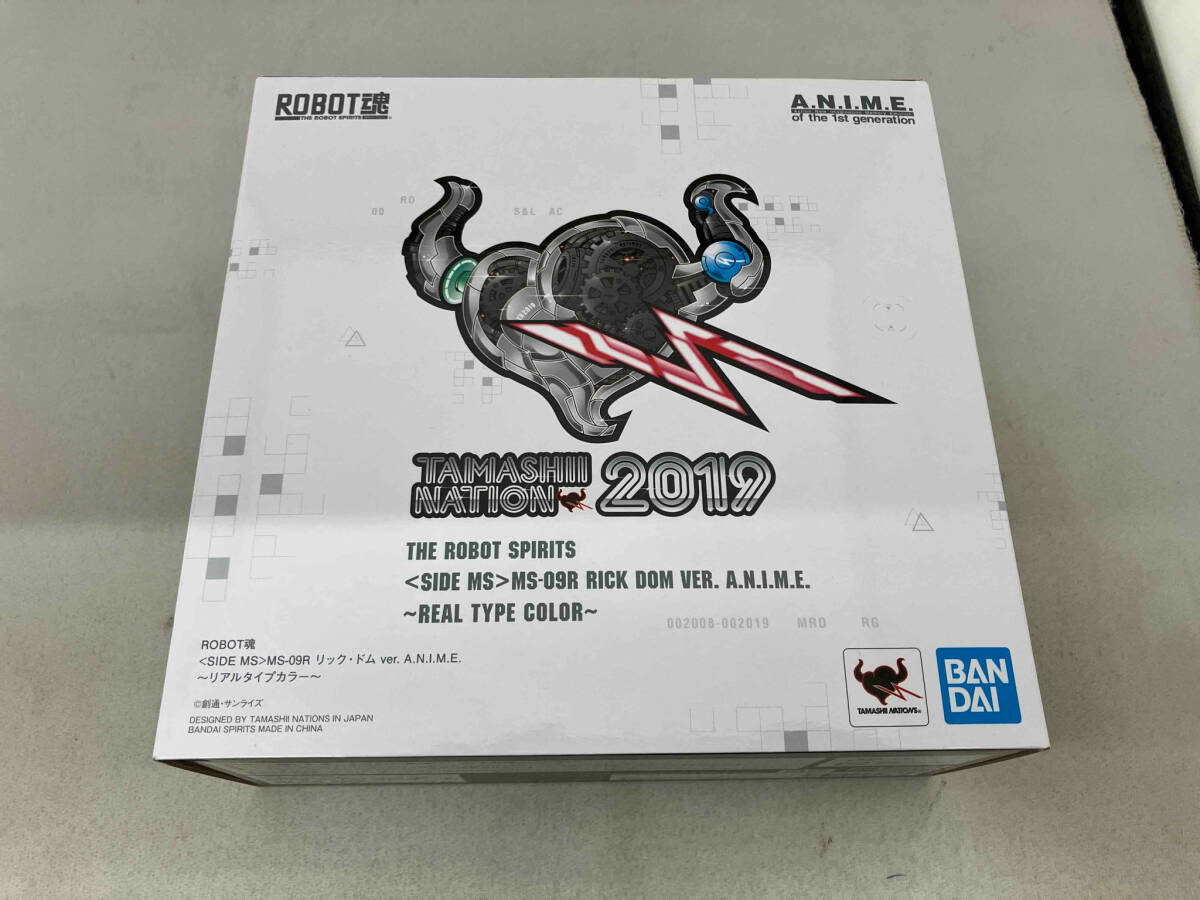 ROBOT魂
THE ROBOT SPIRITS
A.N.I.M.E.
of the 1st generation
RD
S&L AC
TAMASHII
NATION 2019
THE ROBOT SPIRITS
<SIDE MS>MS-09R RICK DOM VER. A.N.I.M.E.
~REAL TYPE COLOR~
002008-002019 MRD RG
ROBOT魂
<SIDE MS>MS-09R リック・ドム ver. A.N.I.M.E.
～リアルタイプカラー～
©創通・サンライズ
DESIGNED BY TAMASHII NATIONS IN JAPAN
BANDAI SPIRITS MADE IN CHINA
TAMASHII NATIONS
BAN
DAI